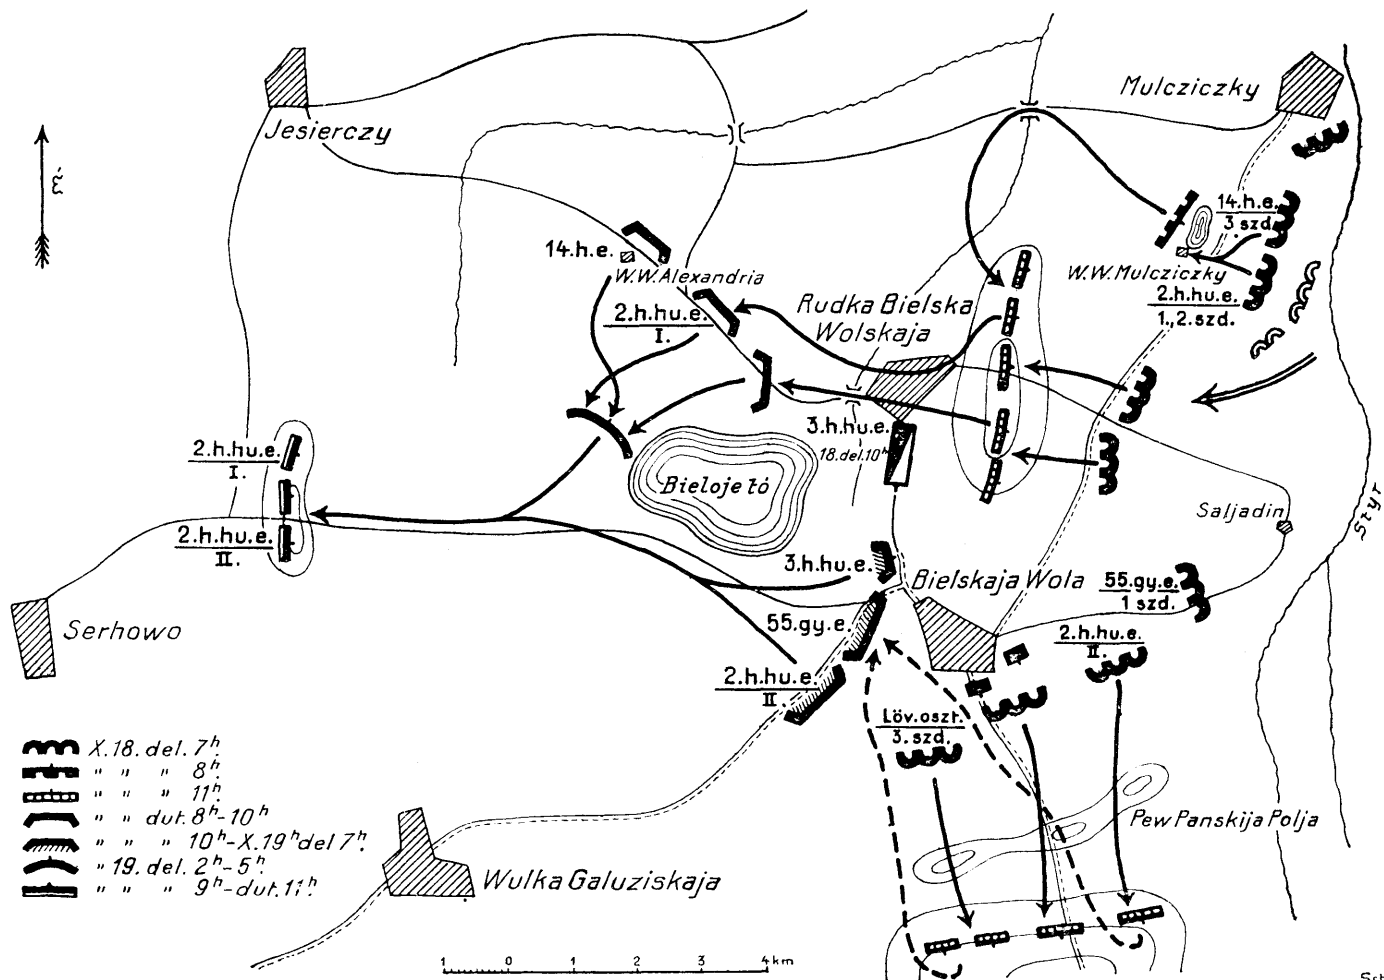 Mulcziczky
Jesierczy
É
14.h.e.
3 szd.
14.h.e.
W.W.Alexandria
W.W.Mulcziczky
2.h.hu.e.
1.,2.szd.
2.h.hu.e.
I.
Rudka Bielska
Wolskaja
3.h.hu.e.
18.del.10h
2.h.hu.e.
I.
Bieloje tó
2.h.hu.e.
II.
Saljadin
Styr
3.h.hu.e.
Bielskaja Wola
55.gy.e.
1 szd.
Serhowo
55.gy.e.
2.h.hu.e.
II.
2.h.hu.e.
II.
Löv.oszt.
3.szd.
X.18.del.7h.
" " " 8h.
" " " 11h.
" " dut.8h-10h
" " " 10h-X.19h del 7h.
" 19.del.2h-5h.
" " " 9h-dut.11h.
Pew Panskija Polja
Wulka Galuziskaja
1 0 1 2 3 4 km